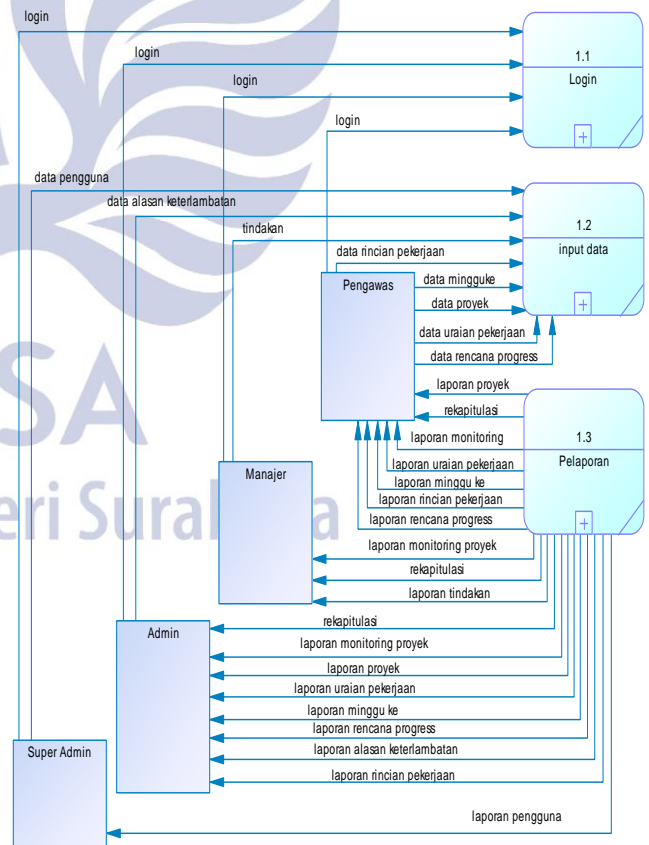 login
1.1
login
Login
login
login
data pengguna
data alasan keterlambatan
1.2
tindakan
input data
data rincian pekerjaan
Pengawas
data mingguke
data proyek
data uraian pekerjaan
data rencana progress
laporan proyek
rekapitulasi
1.3
laporan monitoring
Pelaporan
laporan uraian pekerjaan
laporan minggu ke
laporan rincian pekerjaan
laporan rencana progress
Manajer
SA
eri Surabaya
laporan monitoring proyek
rekapitulasi
laporan tindakan
Admin
rekapitulasi
laporan monitoring proyek
laporan proyek
laporan uraian pekerjaan
laporan minggu ke
laporan rencana progress
laporan alasan keterlambatan
laporan rincian pekerjaan
Super Admin
laporan pengguna